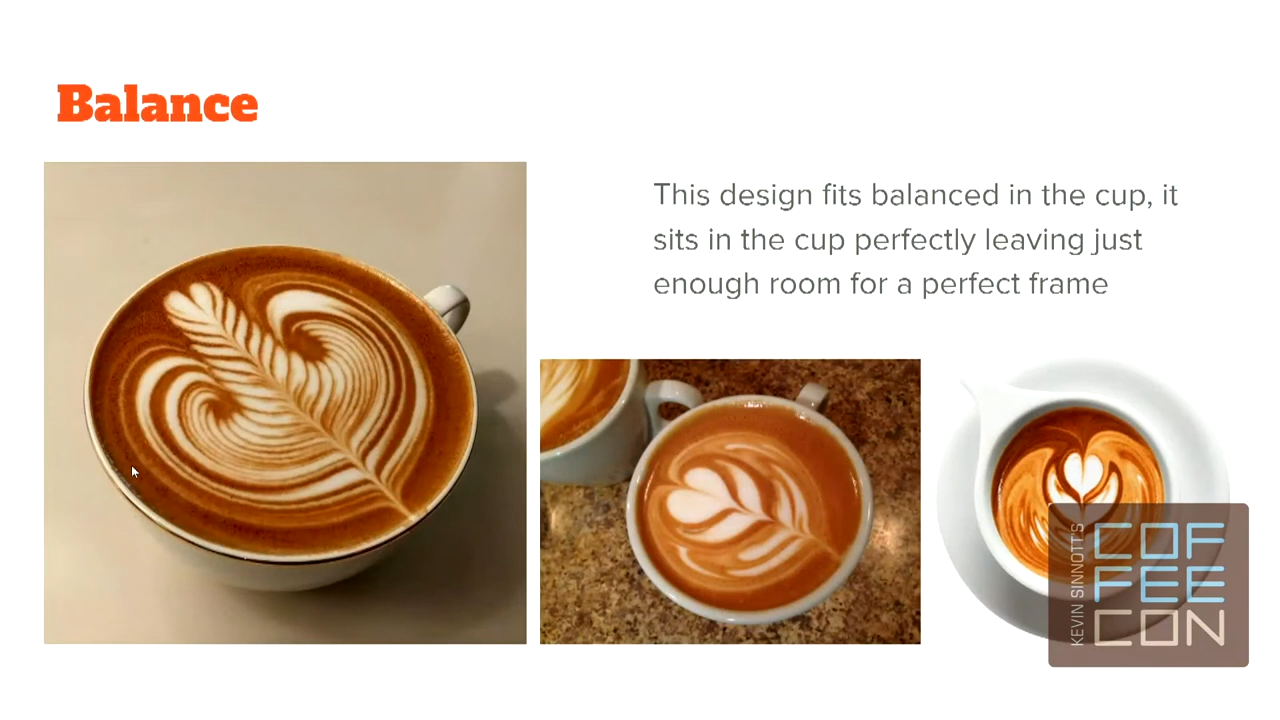 Balance
This design fits balanced in the cup, it
sits in the cup perfectly leaving just
enough room for a perfect frame
KEVIN SINNOTT'S
COF
FEE
CON